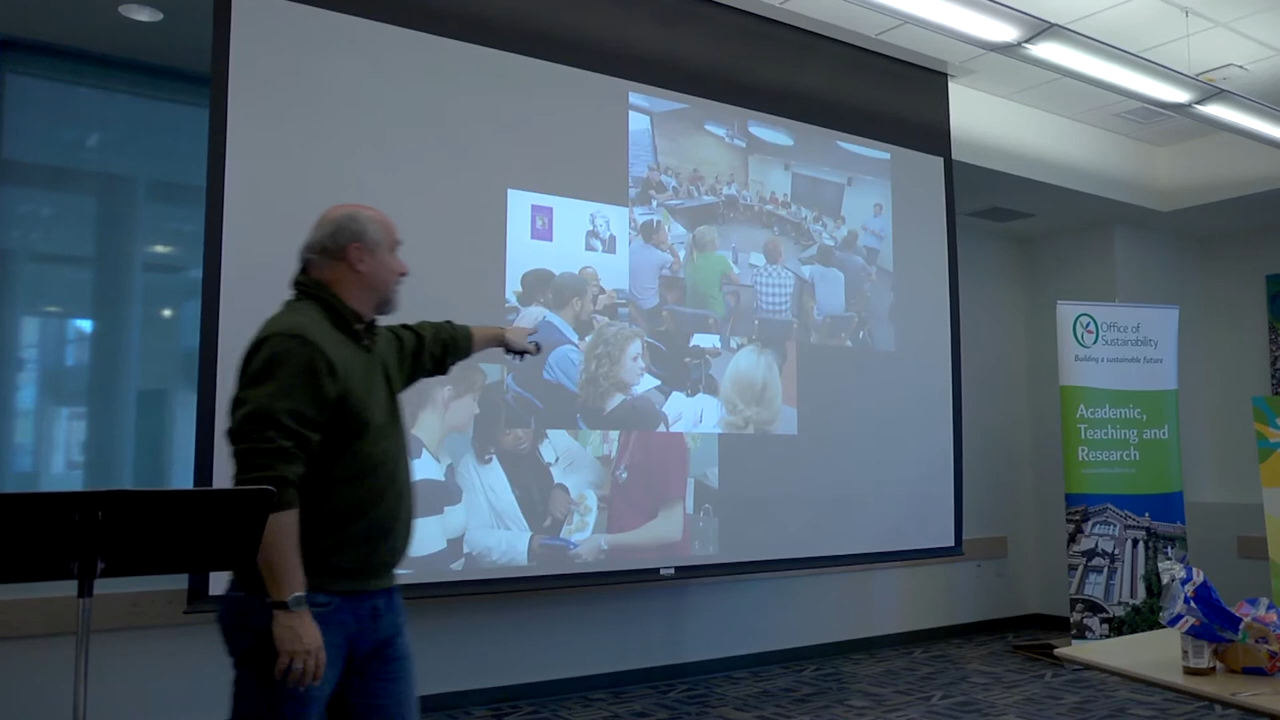 Office of
Sustainability
Building a sustainable future
Academic,
Teaching and
Research